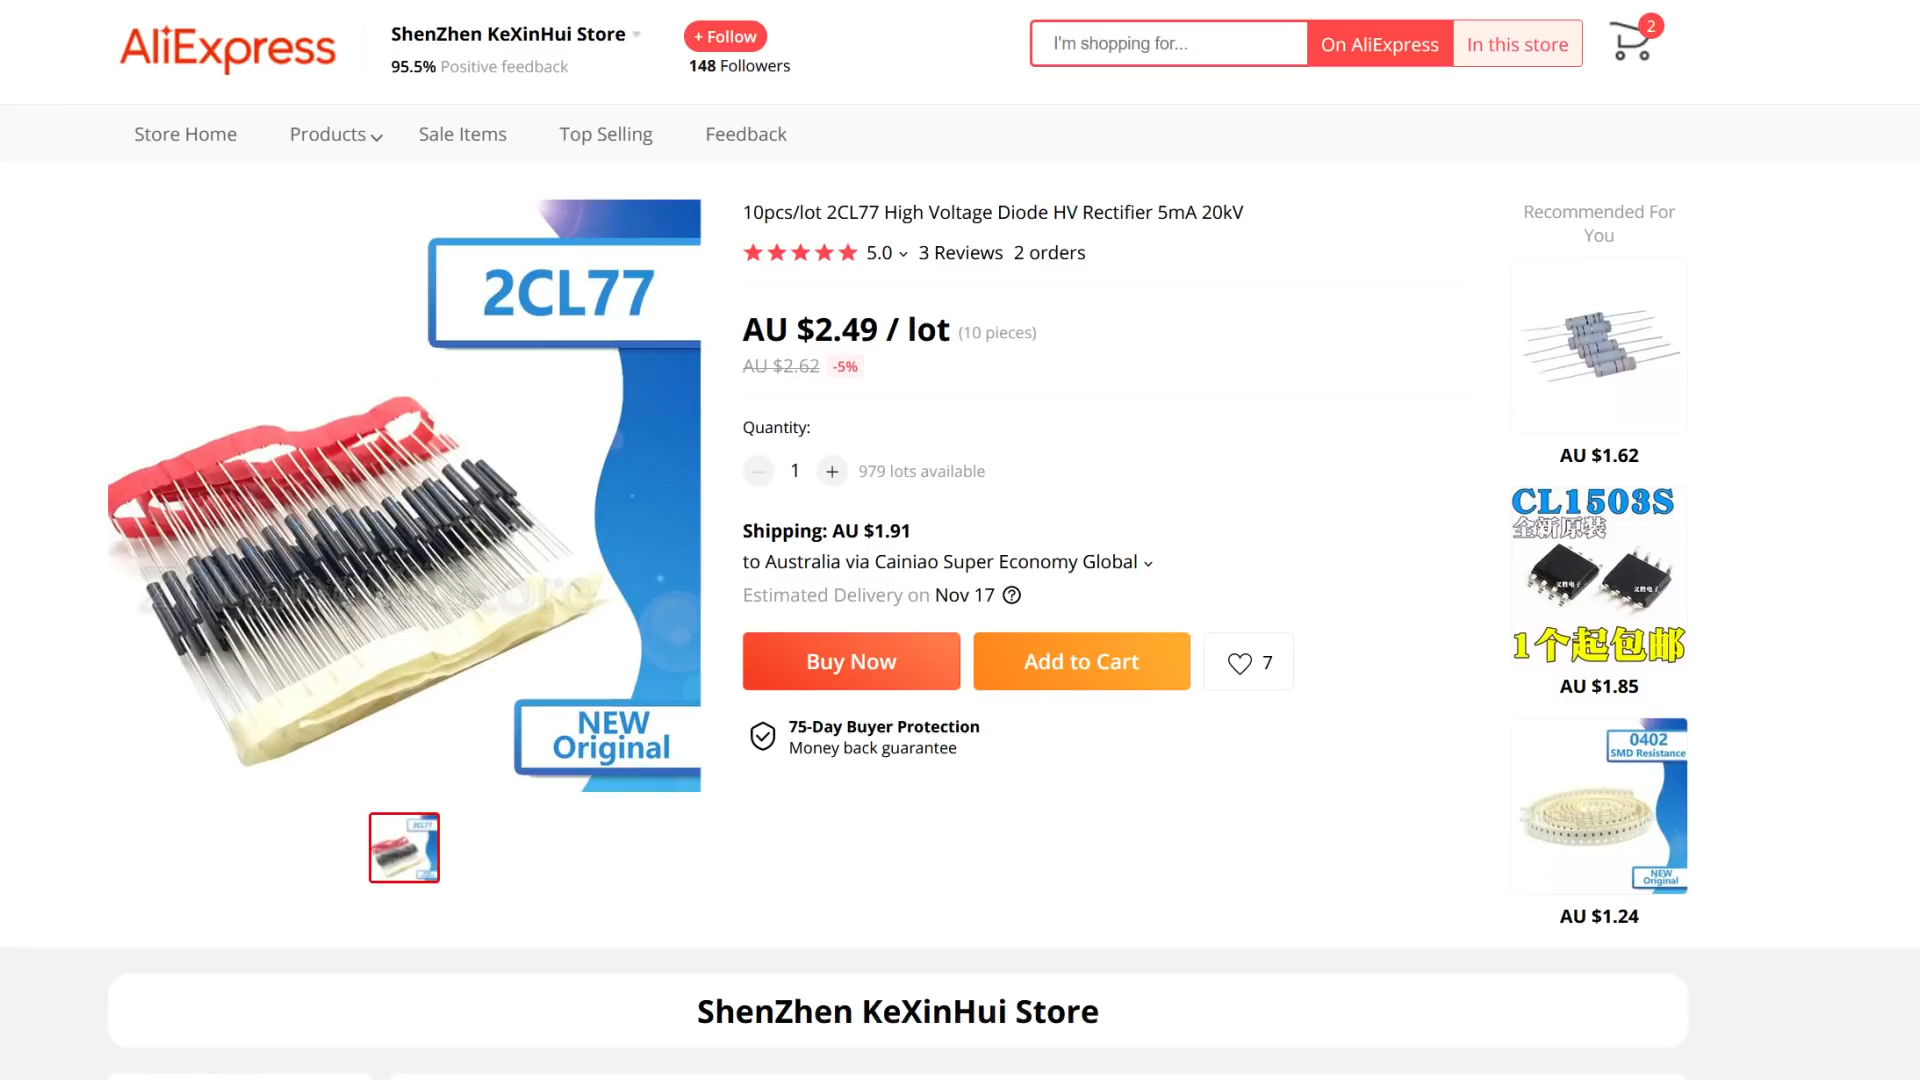 AliExpress
ShenZhen KeXinHui Store
95.5% Positive feedback
+ Follow
148 Followers
I'm shopping for...
On AliExpress
In this store
2
Store Home
Products
Sale Items
Top Selling
Feedback
2CL77
NEW
Original
10pcs/lot 2CL77 High Voltage Diode HV Rectifier 5mA 20kV
5.0 3 Reviews 2 orders
AU $2.49 / lot (10 pieces)
AU $2.62 -5%
Quantity:
1 + 979 lots available
Shipping: AU $1.91
to Australia via Cainiao Super Economy Global
Estimated Delivery on Nov 17
Buy Now
Add to Cart
7
75-Day Buyer Protection
Money back guarantee
Recommended For
You
AU $1.62
CL1503S
全新原装
1个起包邮
AU $1.85
0402
SMD Resistance
NEW
Original
AU $1.24
2CL77
ShenZhen KeXinHui Store